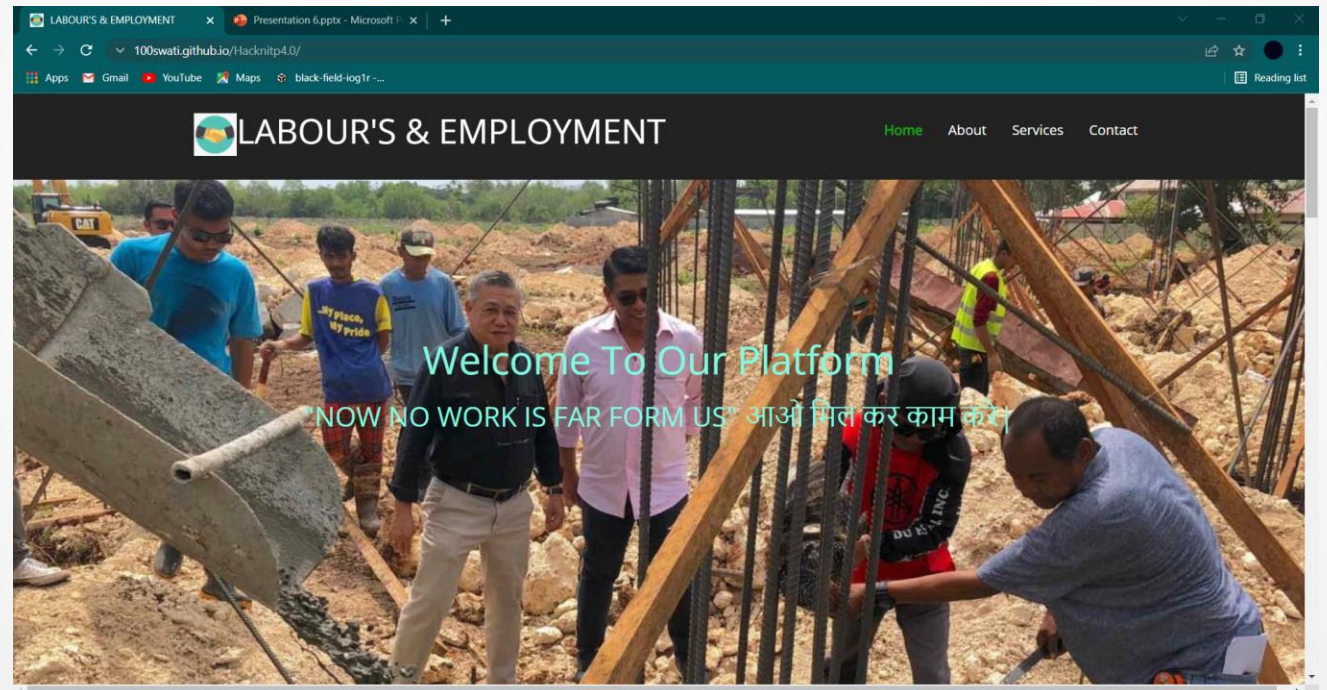 LABOUR'S & EMPLOYMENT
Presentation 6.pptx - Microsoft P
100swati.github.io/Hacknitp4.0/
Apps Gmail YouTube Maps black-field-iog1r -...
Reading list
LABOUR'S & EMPLOYMENT
Home About Services Contact
CAT
...My Place,
My Pride
Welcome To Our Platform
"NOW NO WORK IS FAR FORM US" आओ मिल कर काम करे|